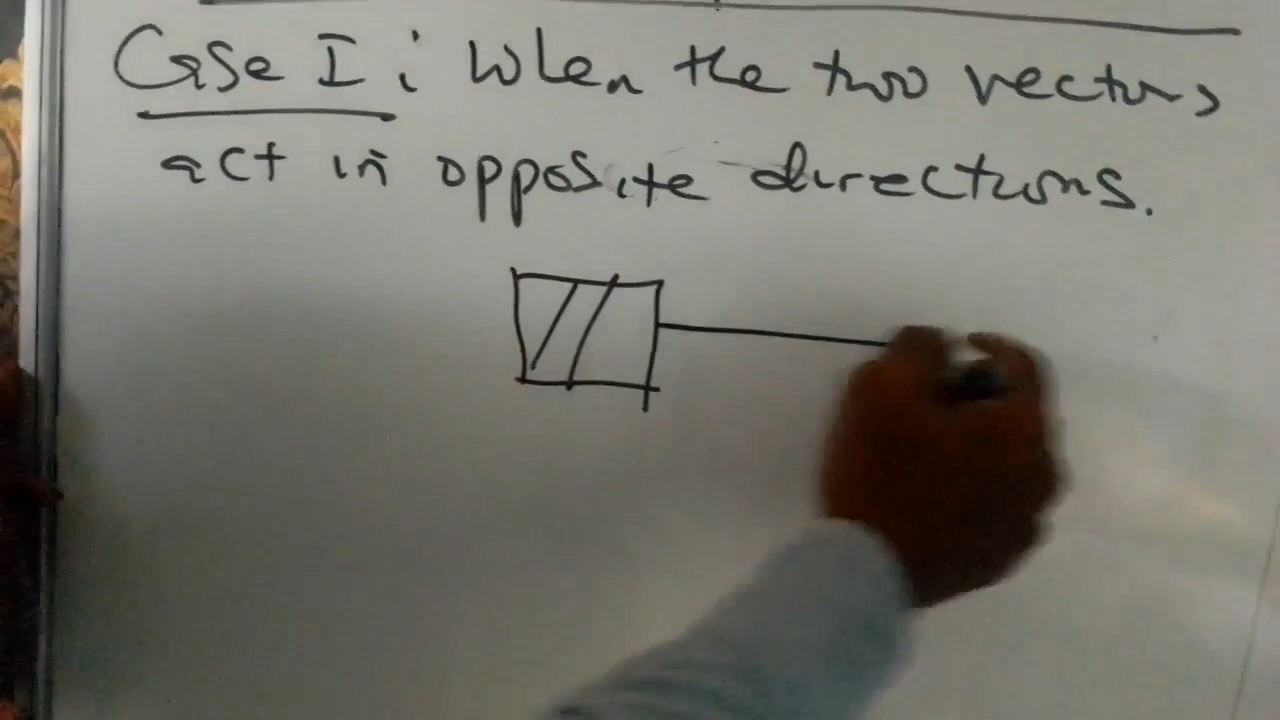 Case I: When the two vectors
act in opposite directions.